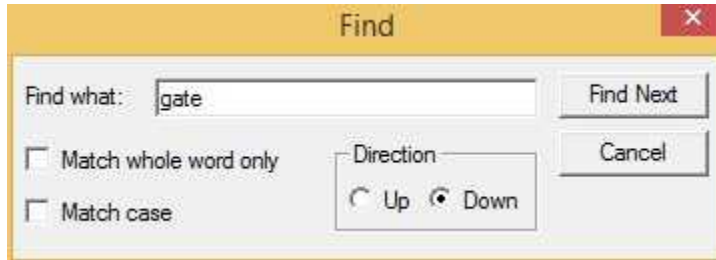 Find
Find what: gate Find Next
Match whole word only Direction Cancel
Match case Up Down